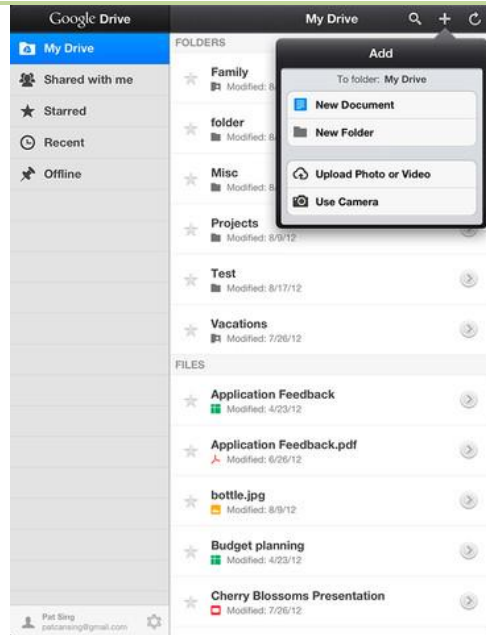 Google Drive
My Drive
My Drive
Shared with me
Starred
Recent
Offline
Pat Sing
patcansing@gmail.com
FOLDERS
Family
Modified: 8
folder
Modified: 8
Misc
Modified: 8
Projects
Modified: 8/9/12
Test
Modified: 8/17/12
Vacations
Modified: 7/26/12
FILES
Application Feedback
Modified: 4/23/12
Application Feedback.pdf
Modified: 6/26/12
bottle.jpg
Modified: 8/9/12
Budget planning
Modified: 4/23/12
Cherry Blossoms Presentation
Modified: 7/26/12
Add
To folder: My Drive
New Document
New Folder
Upload Photo or Video
Use Camera